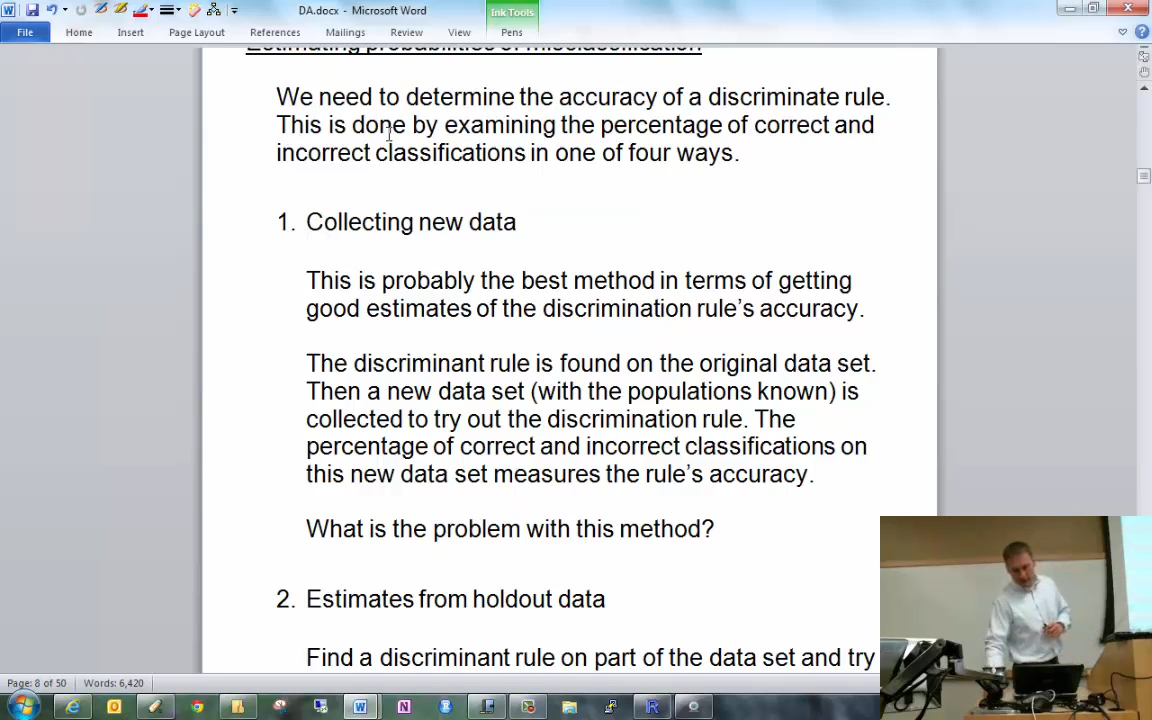 DA.docx - Microsoft Word
Ink Tools
File Home Insert Page Layout References Mailings Review View Pens
Estimating probabilities of misclassification
We need to determine the accuracy of a discriminate rule.
This is done by examining the percentage of correct and
incorrect classifications in one of four ways.
1. Collecting new data
This is probably the best method in terms of getting
good estimates of the discrimination rule's accuracy.
The discriminant rule is found on the original data set.
Then a new data set (with the populations known) is
collected to try out the discrimination rule. The
percentage of correct and incorrect classifications on
this new data set measures the rule's accuracy.
What is the problem with this method?
2. Estimates from holdout data
Find a discriminant rule on part of the data set and try
Page: 8 of 50 Words: 6,420